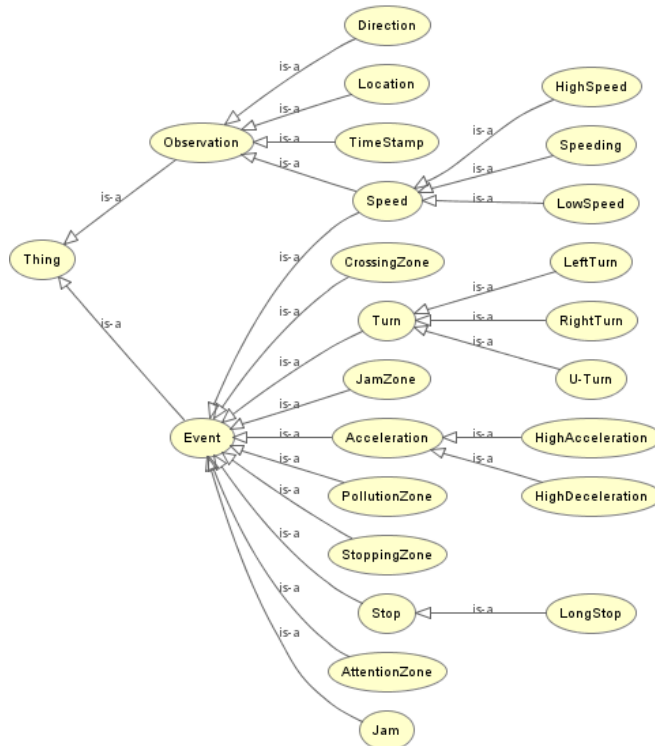 Direction
is-a
Location
HighSpeed
is-a
is-a
Observation
is-a
TimeStamp
Speeding
is-a
is-a
Speed
is-a
LowSpeed
is-a
Thing
CrossingZone
LeftTurn
is-a
is-a
is-a
Turn
is-a
RightTurn
is-a
is-a
is-a
JamZone
U-Turn
is-a
Event
is-a
Acceleration
is-a
HighAcceleration
is-a
is-a
PollutionZone
HighDeceleration
is-a
is-a
StoppingZone
is-a
Stop
is-a
LongStop
is-a
AttentionZone
Jam